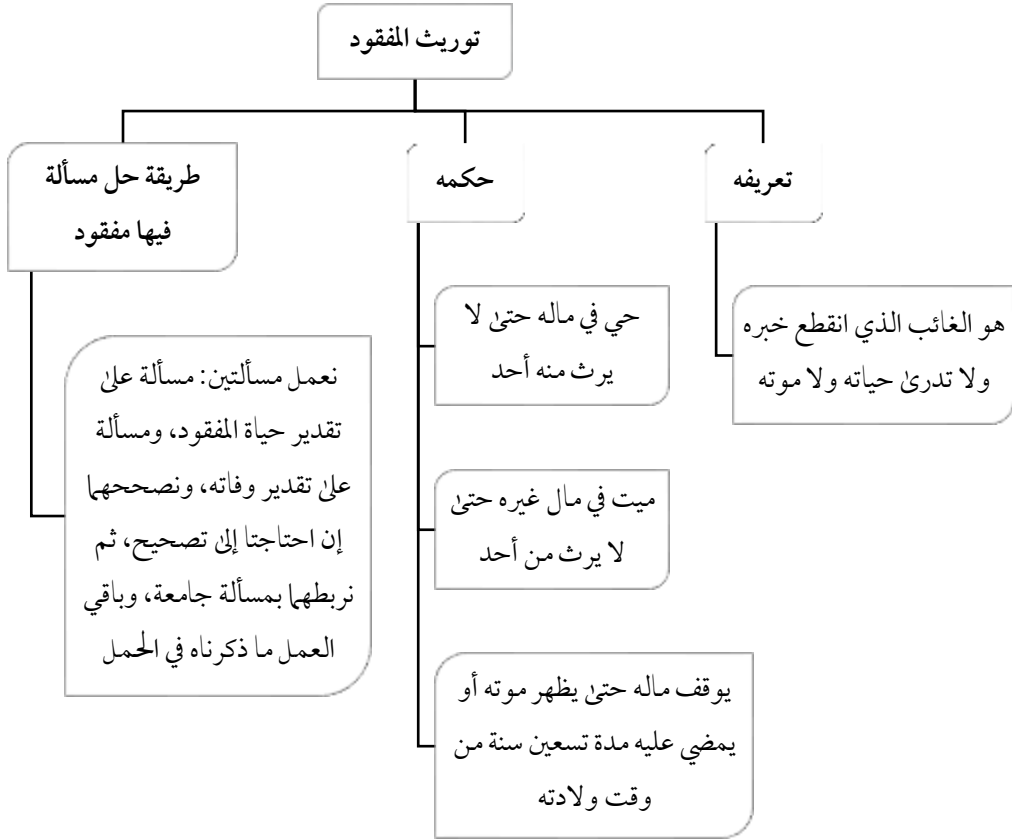 توريث المفقود
تعريفه
هو الغائب الذي انقطع خبره
ولا تدرىٰ حياته ولا موته
حكمه
حي في ماله حتىٰ لا
يرث منه أحد
ميت في مال غيره حتىٰ
لا يرث من أحد
يوقف ماله حتىٰ يظهر موته أو
يمضي عليه مدة تسعين سنة من
وقت ولادته
طريقة حل مسألة
فيها مفقود
نعمل مسألتين: مسألة علىٰ
تقدير حياة المفقود، ومسألة
علىٰ تقدير وفاته، ونصححهما
إن احتاجتا إلىٰ تصحيح، ثم
نربطهما بمسألة جامعة، وباقي
العمل ما ذكرناه في الحمل